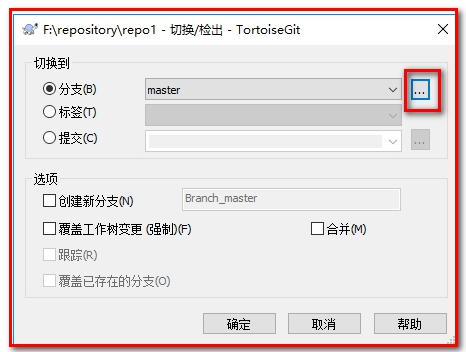 F:\repository\repo1 - 切换/检出 - TortoiseGit
切换到
分支(B) master ...
标签(T)
提交(C) ...
选项
创建新分支(N) Branch_master
覆盖工作树变更 (强制)(F) 合并(M)
跟踪(R)
覆盖已存在的分支(O)
确定 取消 帮助